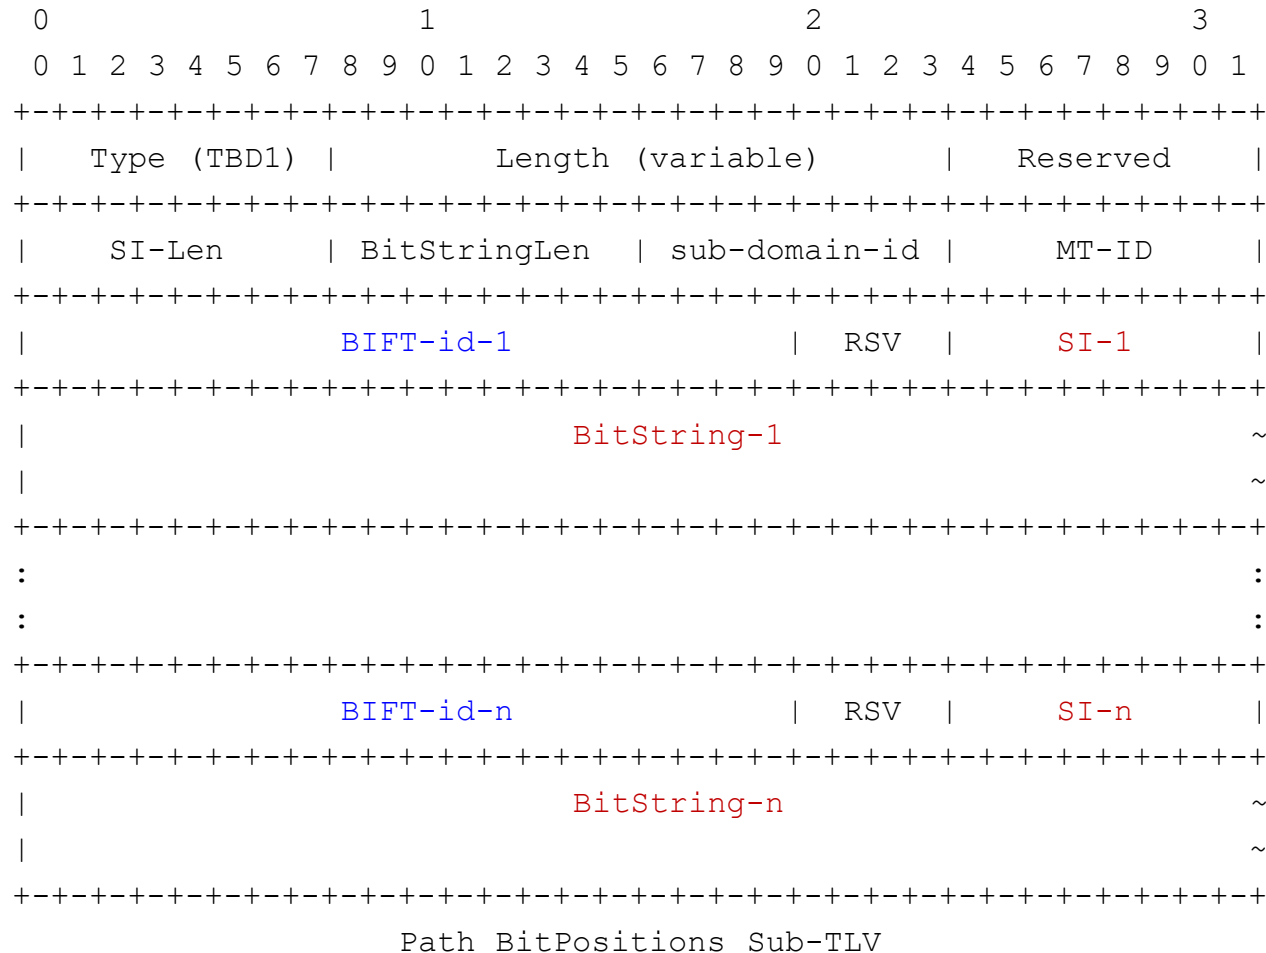 0                   1                   2                   3
 0 1 2 3 4 5 6 7 8 9 0 1 2 3 4 5 6 7 8 9 0 1 2 3 4 5 6 7 8 9 0 1
+-+-+-+-+-+-+-+-+-+-+-+-+-+-+-+-+-+-+-+-+-+-+-+-+-+-+-+-+-+-+-+-+
|   Type (TBD1) |        Length (variable)      |   Reserved    |
+-+-+-+-+-+-+-+-+-+-+-+-+-+-+-+-+-+-+-+-+-+-+-+-+-+-+-+-+-+-+-+-+
|    SI-Len     | BitStringLen  | sub-domain-id |     MT-ID     |
+-+-+-+-+-+-+-+-+-+-+-+-+-+-+-+-+-+-+-+-+-+-+-+-+-+-+-+-+-+-+-+-+
|                BIFT-id-1              |  RSV  |     SI-1      |
+-+-+-+-+-+-+-+-+-+-+-+-+-+-+-+-+-+-+-+-+-+-+-+-+-+-+-+-+-+-+-+-+
|                            BitString-1                        ~
|                                                               ~
+-+-+-+-+-+-+-+-+-+-+-+-+-+-+-+-+-+-+-+-+-+-+-+-+-+-+-+-+-+-+-+-+
:                                                               :
:                                                               :
+-+-+-+-+-+-+-+-+-+-+-+-+-+-+-+-+-+-+-+-+-+-+-+-+-+-+-+-+-+-+-+-+
|                BIFT-id-n              |  RSV  |     SI-n      |
+-+-+-+-+-+-+-+-+-+-+-+-+-+-+-+-+-+-+-+-+-+-+-+-+-+-+-+-+-+-+-+-+
|                            BitString-n                        ~
|                                                               ~
+-+-+-+-+-+-+-+-+-+-+-+-+-+-+-+-+-+-+-+-+-+-+-+-+-+-+-+-+-+-+-+-+
                    Path BitPositions Sub-TLV